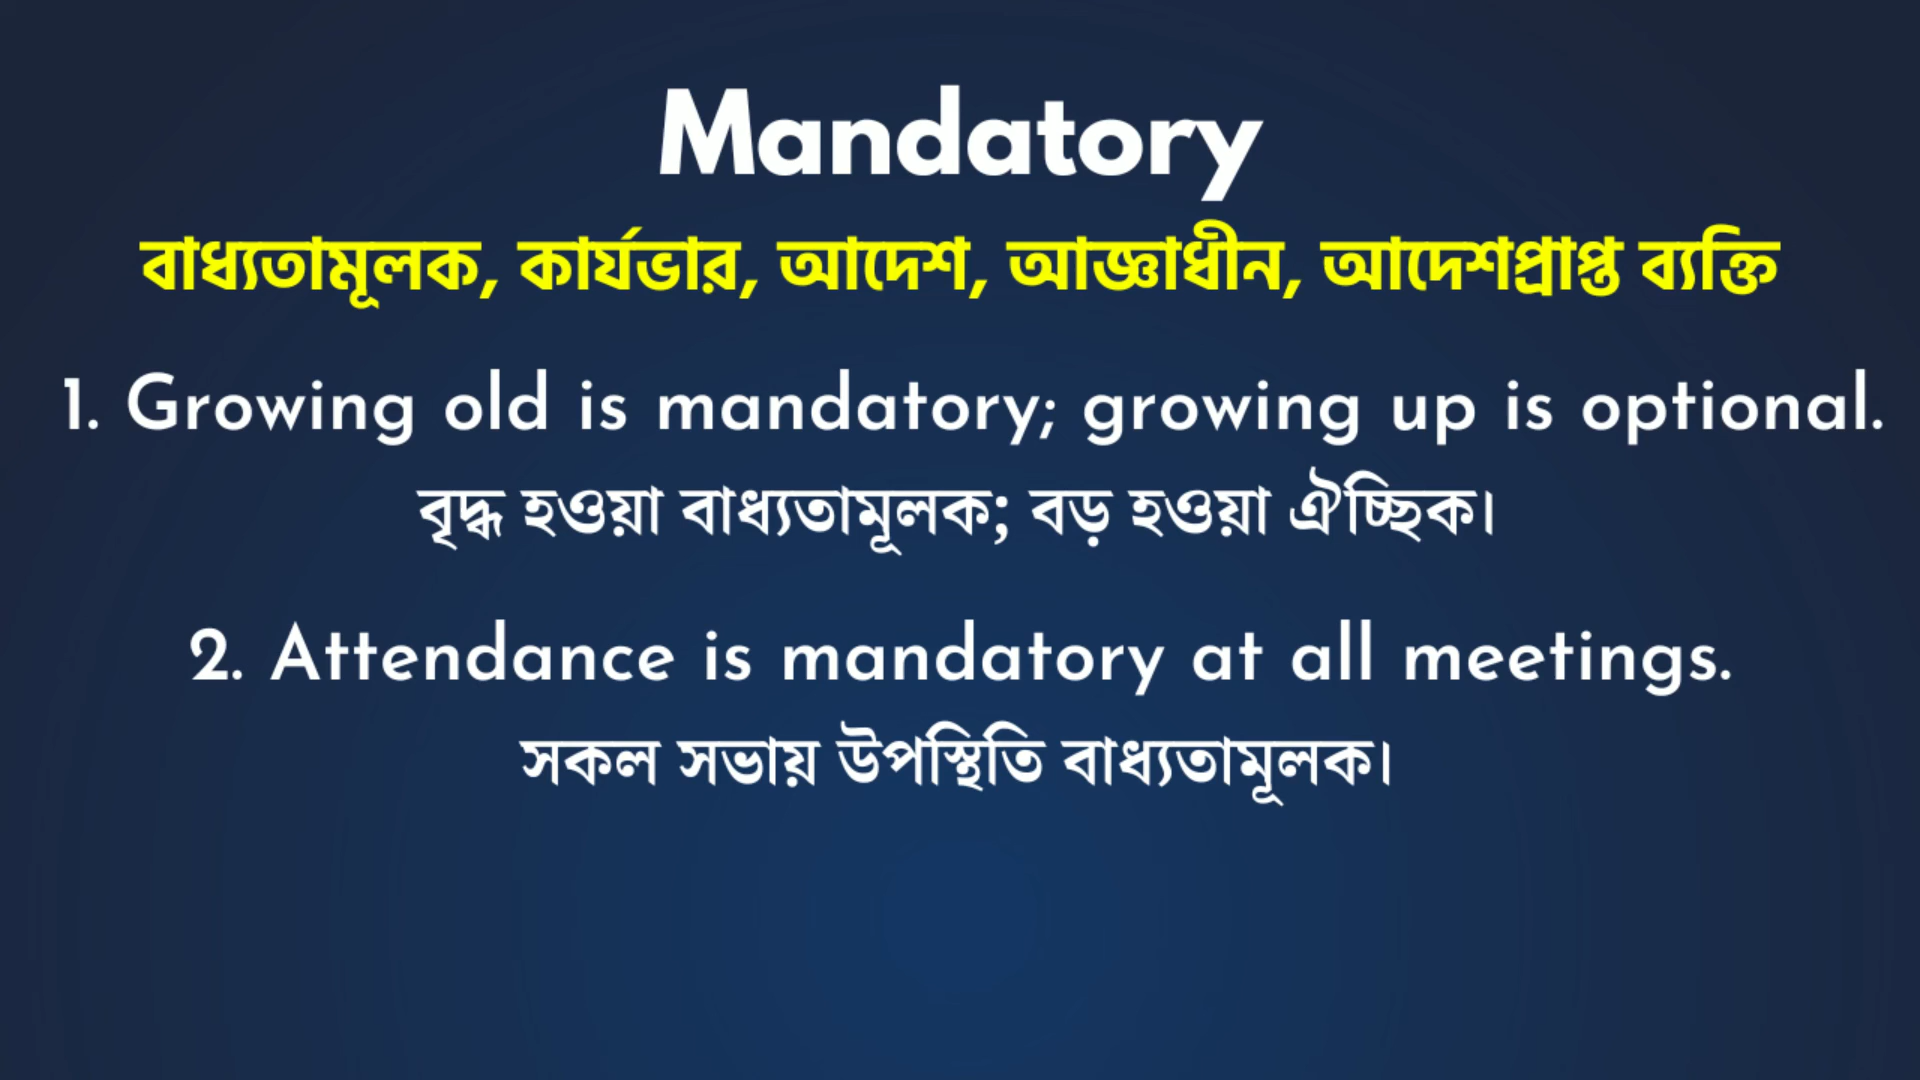 Mandatory
বাধ্যতামূলক, কার্যভার, আদেশ, আজ্ঞাধীন, আদেশপ্রাপ্ত ব্যক্তি
1. Growing old is mandatory; growing up is optional.
বৃদ্ধ হওয়া বাধ্যতামূলক; বড় হওয়া ঐচ্ছিক।
2. Attendance is mandatory at all meetings.
সকল সভায় উপস্থিতি বাধ্যতামূলক।